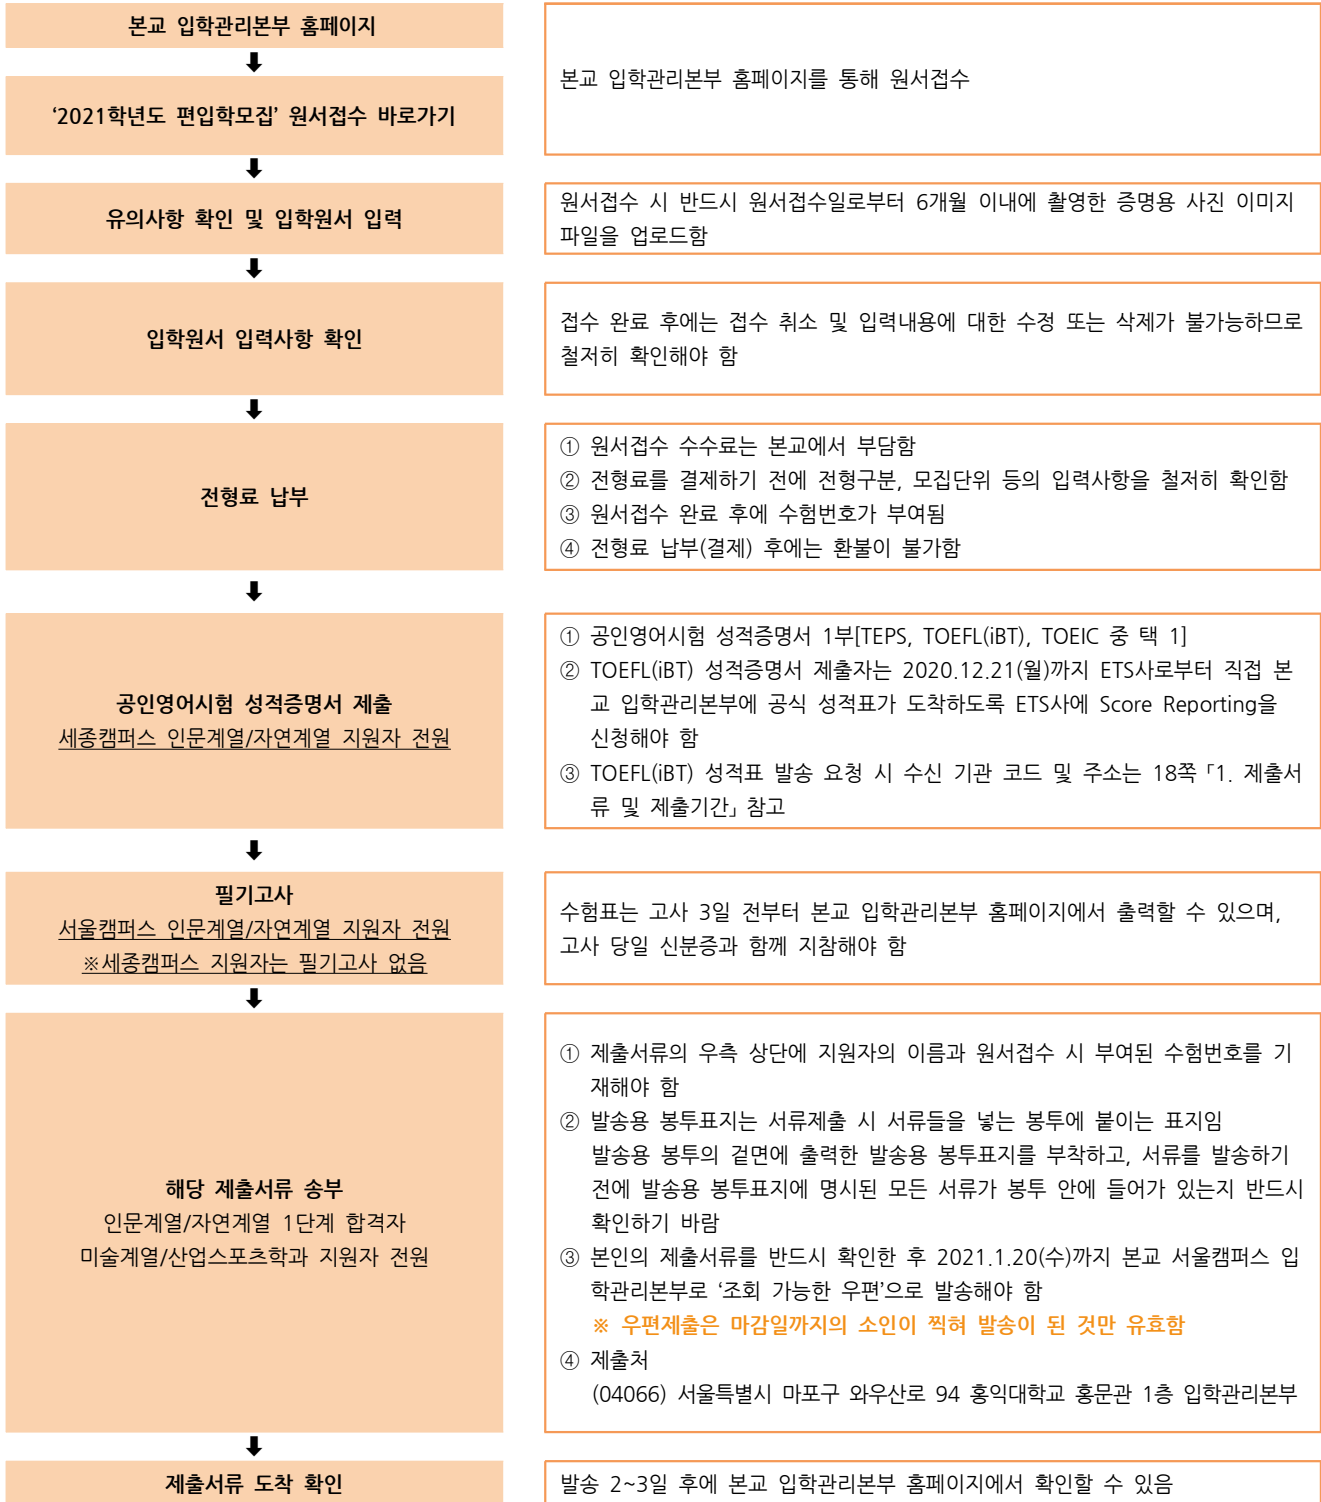 본교 입학관리본부 홈페이지
‘2021학년도 편입학모집’ 원서접수 바로가기
본교 입학관리본부 홈페이지를 통해 원서접수
유의사항 확인 및 입학원서 입력
원서접수 시 반드시 원서접수일로부터 6개월 이내에 촬영한 증명용 사진 이미지
파일을 업로드함
입학원서 입력사항 확인
접수 완료 후에는 접수 취소 및 입력내용에 대한 수정 또는 삭제가 불가능하므로
철저히 확인해야 함
전형료 납부
① 원서접수 수수료는 본교에서 부담함
② 전형료를 결제하기 전에 전형구분, 모집단위 등의 입력사항을 철저히 확인함
③ 원서접수 완료 후에 수험번호가 부여됨
④ 전형료 납부(결제) 후에는 환불이 불가함
공인영어시험 성적증명서 제출
세종캠퍼스 인문계열/자연계열 지원자 전원
① 공인영어시험 성적증명서 1부[TEPS, TOEFL(iBT), TOEIC 중 택 1]
② TOEFL(iBT) 성적증명서 제출자는 2020.12.21(월)까지 ETS사로부터 직접 본
교 입학관리본부에 공식 성적표가 도착하도록 ETS사에 Score Reporting을
신청해야 함
③ TOEFL(iBT) 성적표 발송 요청 시 수신 기관 코드 및 주소는 18쪽 「1. 제출서
류 및 제출기간」 참고
필기고사
서울캠퍼스 인문계열/자연계열 지원자 전원
※세종캠퍼스 지원자는 필기고사 없음
수험표는 고사 3일 전부터 본교 입학관리본부 홈페이지에서 출력할 수 있으며,
고사 당일 신분증과 함께 지참해야 함
해당 제출서류 송부
인문계열/자연계열 1단계 합격자
미술계열/산업스포츠학과 지원자 전원
① 제출서류의 우측 상단에 지원자의 이름과 원서접수 시 부여된 수험번호를 기
재해야 함
② 발송용 봉투표지는 서류제출 시 서류들을 넣는 봉투에 붙이는 표지임
발송용 봉투의 겉면에 출력한 발송용 봉투표지를 부착하고, 서류를 발송하기
전에 발송용 봉투표지에 명시된 모든 서류가 봉투 안에 들어가 있는지 반드시
확인하기 바람
③ 본인의 제출서류를 반드시 확인한 후 2021.1.20(수)까지 본교 서울캠퍼스 입
학관리본부로 ‘조회 가능한 우편’으로 발송해야 함
※ 우편제출은 마감일까지의 소인이 찍혀 발송이 된 것만 유효함
④ 제출처
(04066) 서울특별시 마포구 와우산로 94 홍익대학교 홍문관 1층 입학관리본부
제출서류 도착 확인
발송 2~3일 후에 본교 입학관리본부 홈페이지에서 확인할 수 있음